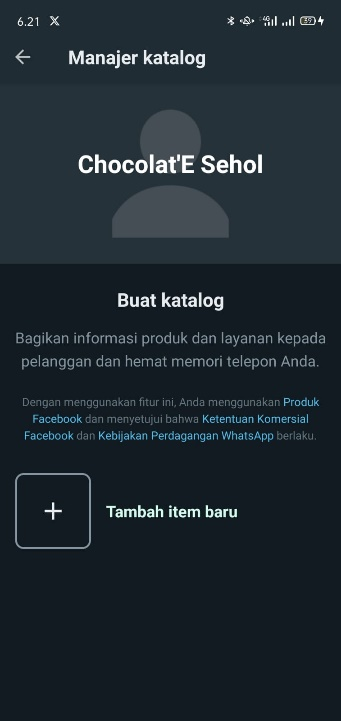 6.21
Manajer katalog
Chocolat'E Sehol
Buat katalog
Bagikan informasi produk dan layanan kepada
pelanggan dan hemat memori telepon Anda.
Dengan menggunakan fitur ini, Anda menggunakan Produk
Facebook dan menyetujui bahwa Ketentuan Komersial
Facebook dan Kebijakan Perdagangan WhatsApp berlaku.
Tambah item baru